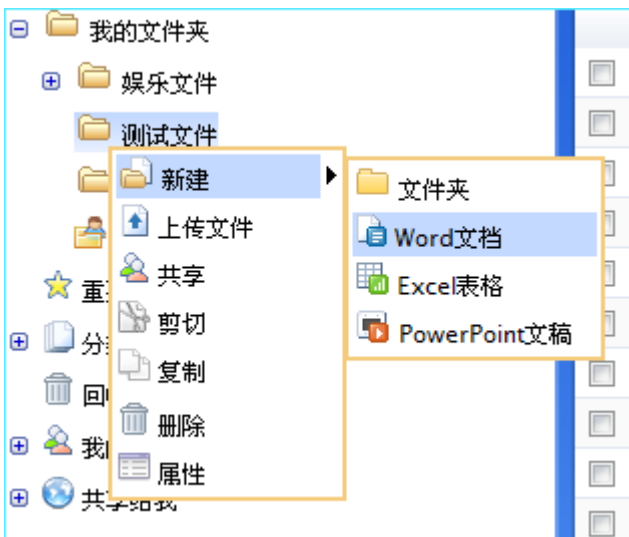 我的文件夹
娱乐文件
测试文件
新建
文件夹
上传文件
Word文档
共享
Excel表格
剪切
PowerPoint文稿
复制
删除
属性
共享给我